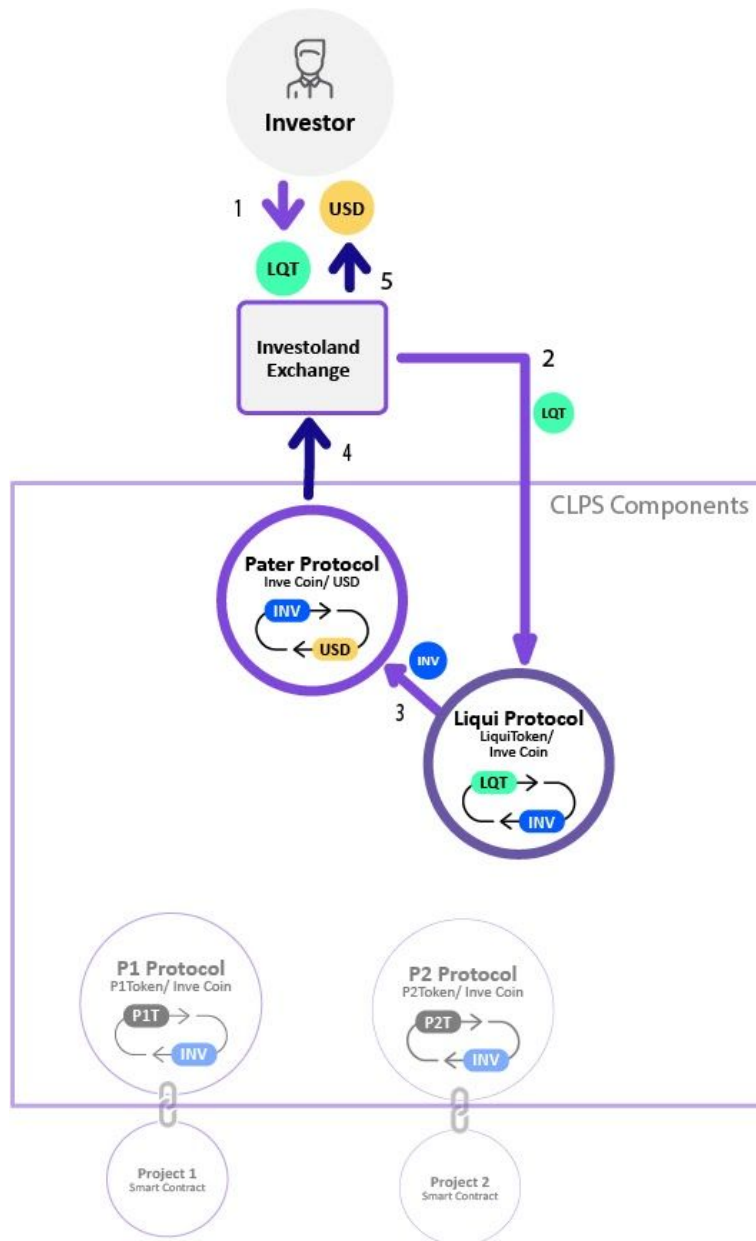 Investor
1
USD
LQT
5
Investoland
Exchange
2
LQT
4
CLPS Components
Pater Protocol
Inve Coin/ USD
INV
USD
INV
3
Liqui Protocol
LiquiToken/
Inve Coin
LQT
INV
P1 Protocol
P1Token/ Inve Coin
P1T
INV
P2 Protocol
P2Token/ Inve Coin
P2T
INV
Project 1
Smart Contract
Project 2
Smart Contract